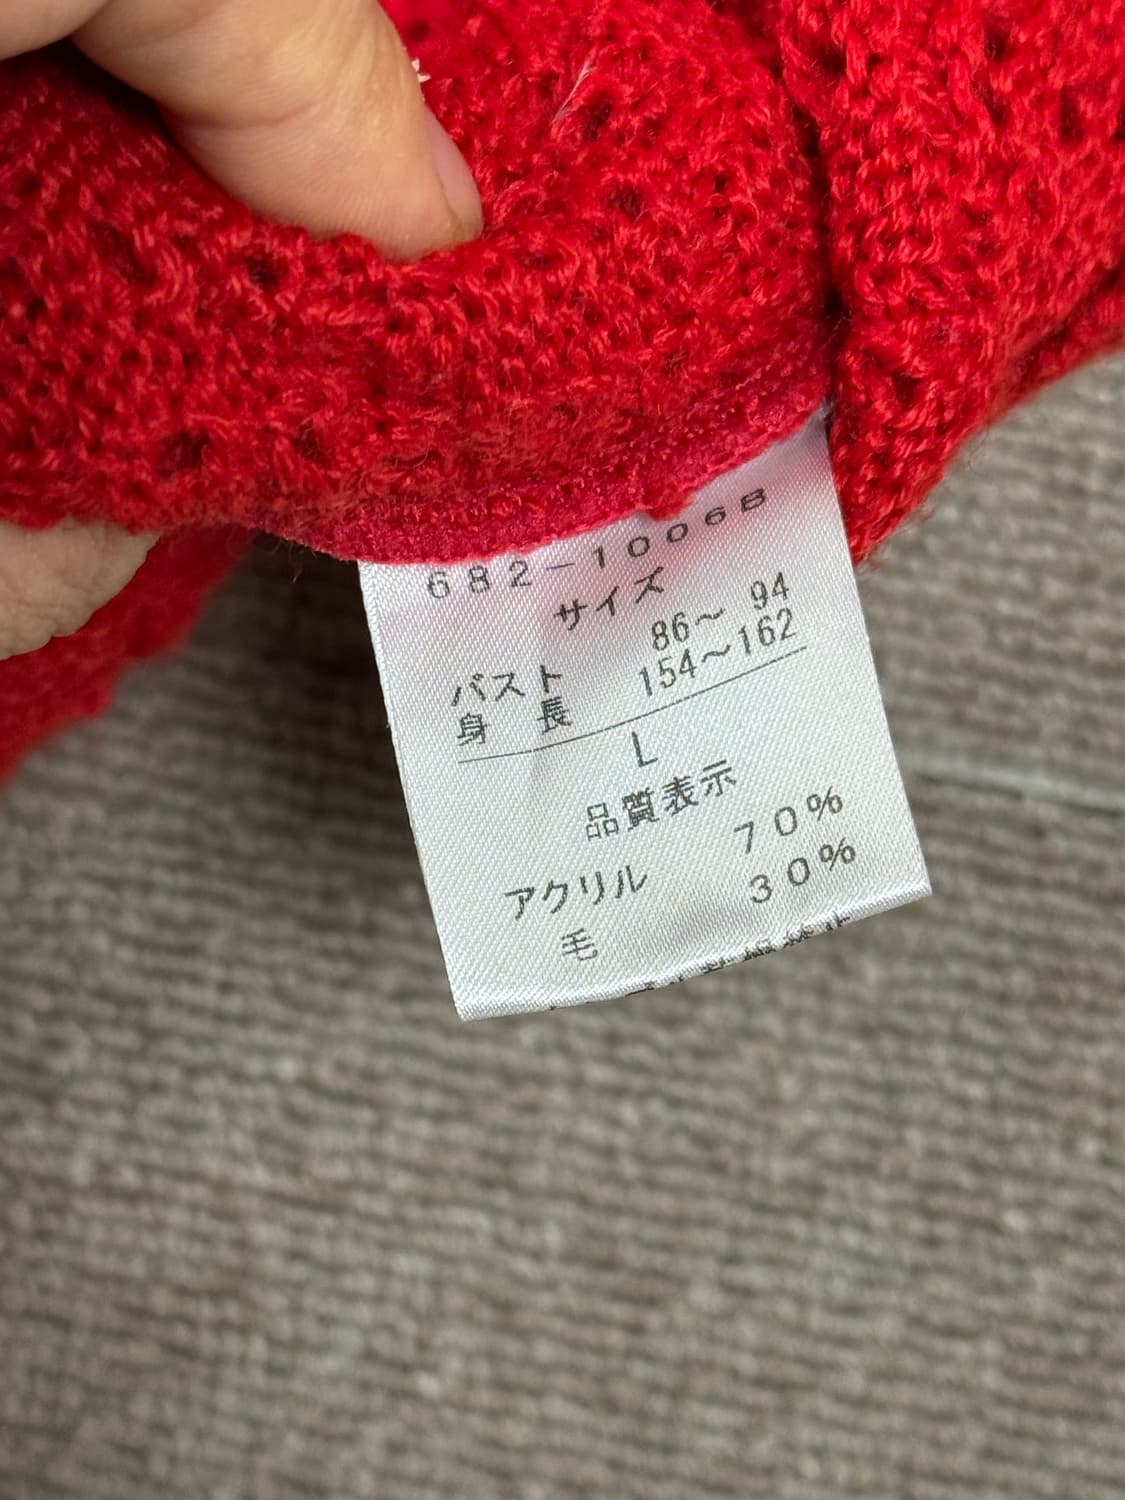 682-1006B
サイズ
バスト 86〜 94
身 長 154〜162
L
品質表示
アクリル 70%
毛 30%